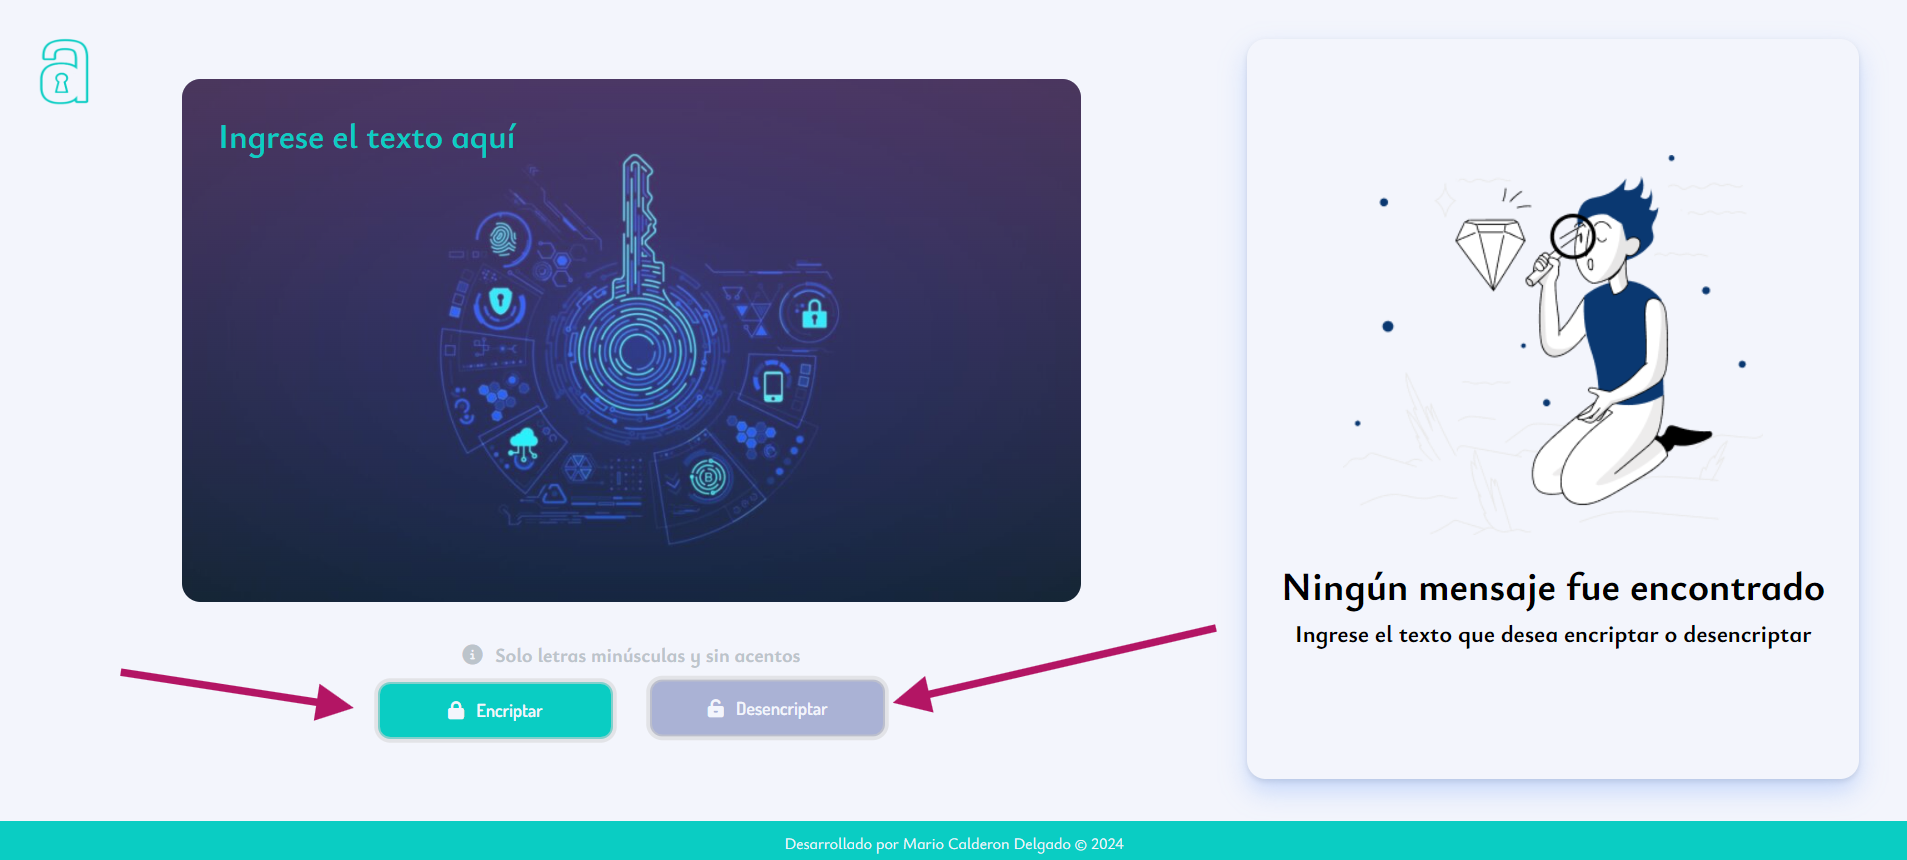 a
Ingrese el texto aquí
B
Solo letras minúsculas y sin acentos
Encriptar
Desencriptar
Ningún mensaje fue encontrado
Ingrese el texto que desea encriptar o desencriptar
Desarrollado por Mario Calderon Delgado © 2024